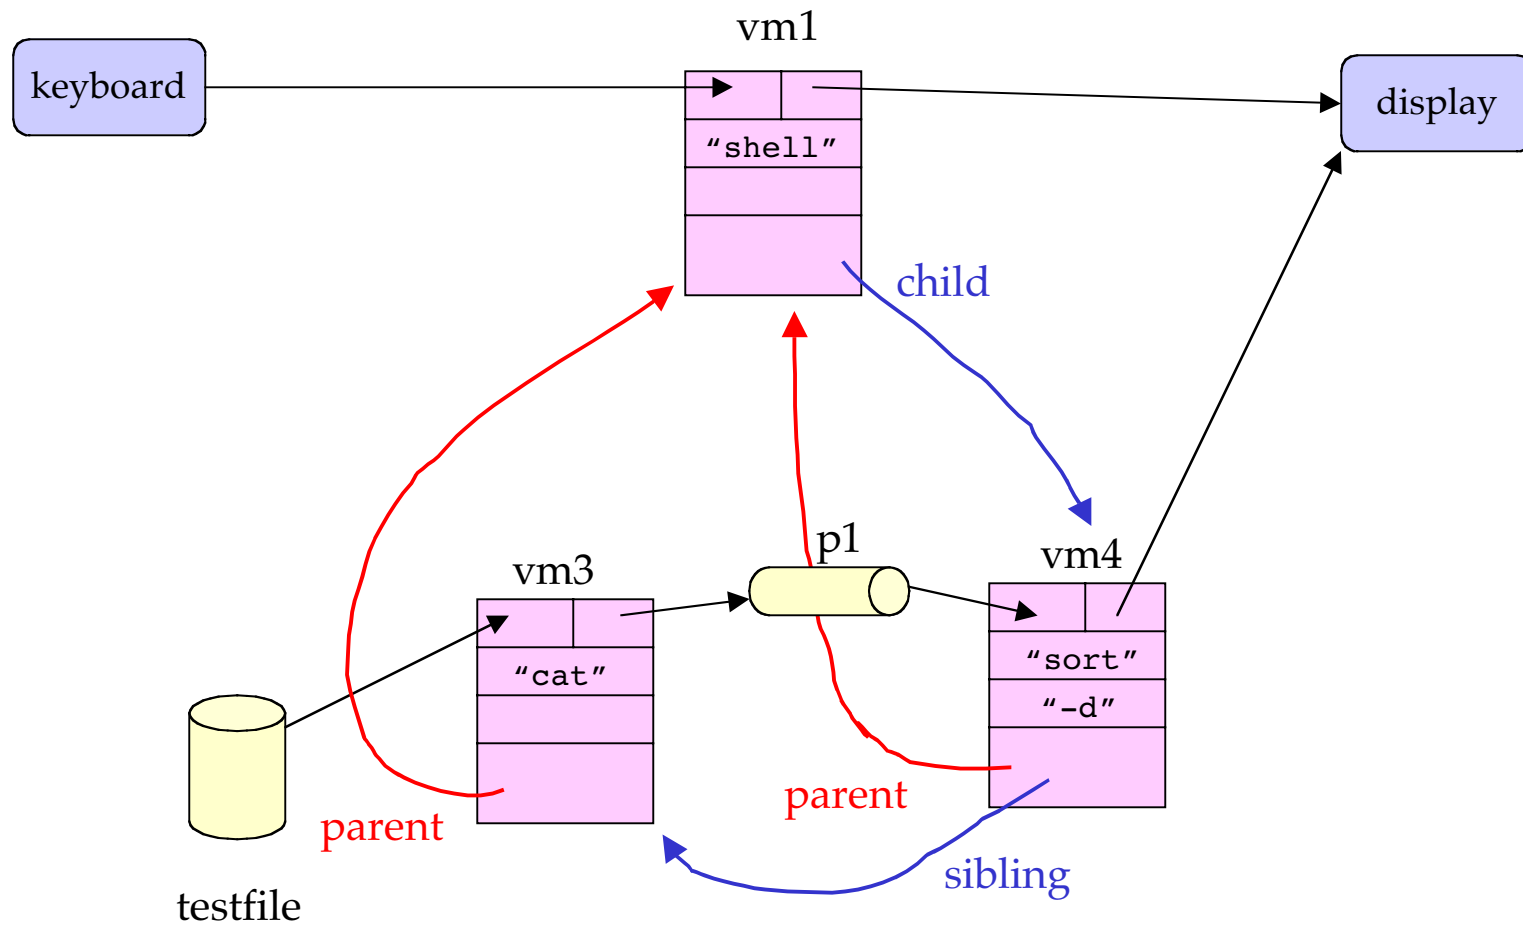 vm1
keyboard
display
“shell”
child
p1
vm3
vm4
“cat”
“sort”
“-d”
parent
parent
sibling
testfile